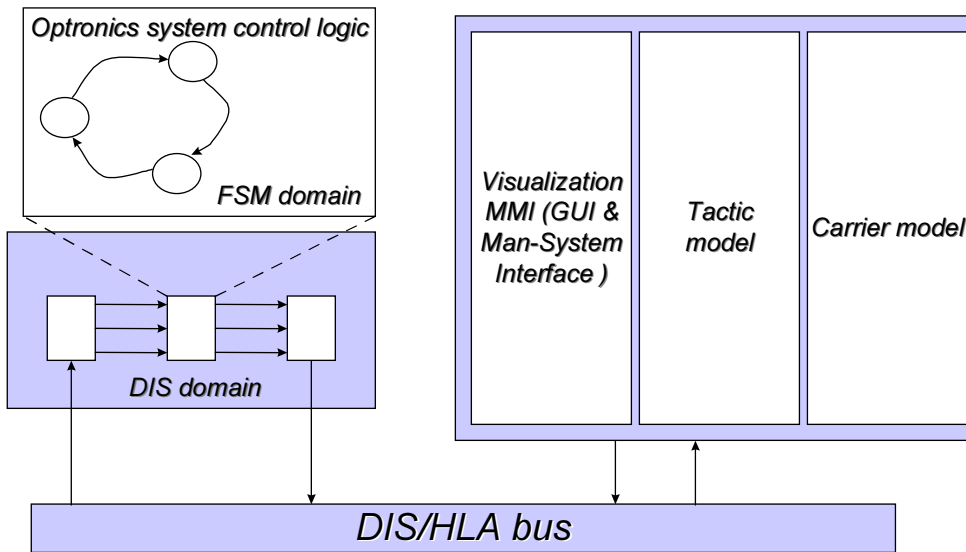 Optronics system control logic
FSM domain
DIS domain
Visualization
MMI (GUI &
Man-System
Interface )
Tactic
model
Carrier model
DIS/HLA bus